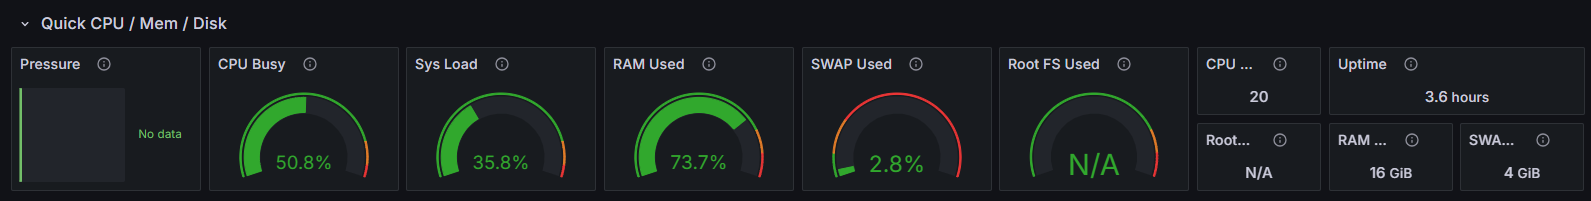 Quick CPU / Mem / Disk
Pressure
No data
CPU Busy
50.8%
Sys Load
35.8%
RAM Used
73.7%
SWAP Used
2.8%
Root FS Used
N/A
CPU ...
20
Uptime
3.6 hours
Root...
N/A
RAM ...
16 GiB
SWA...
4 GiB